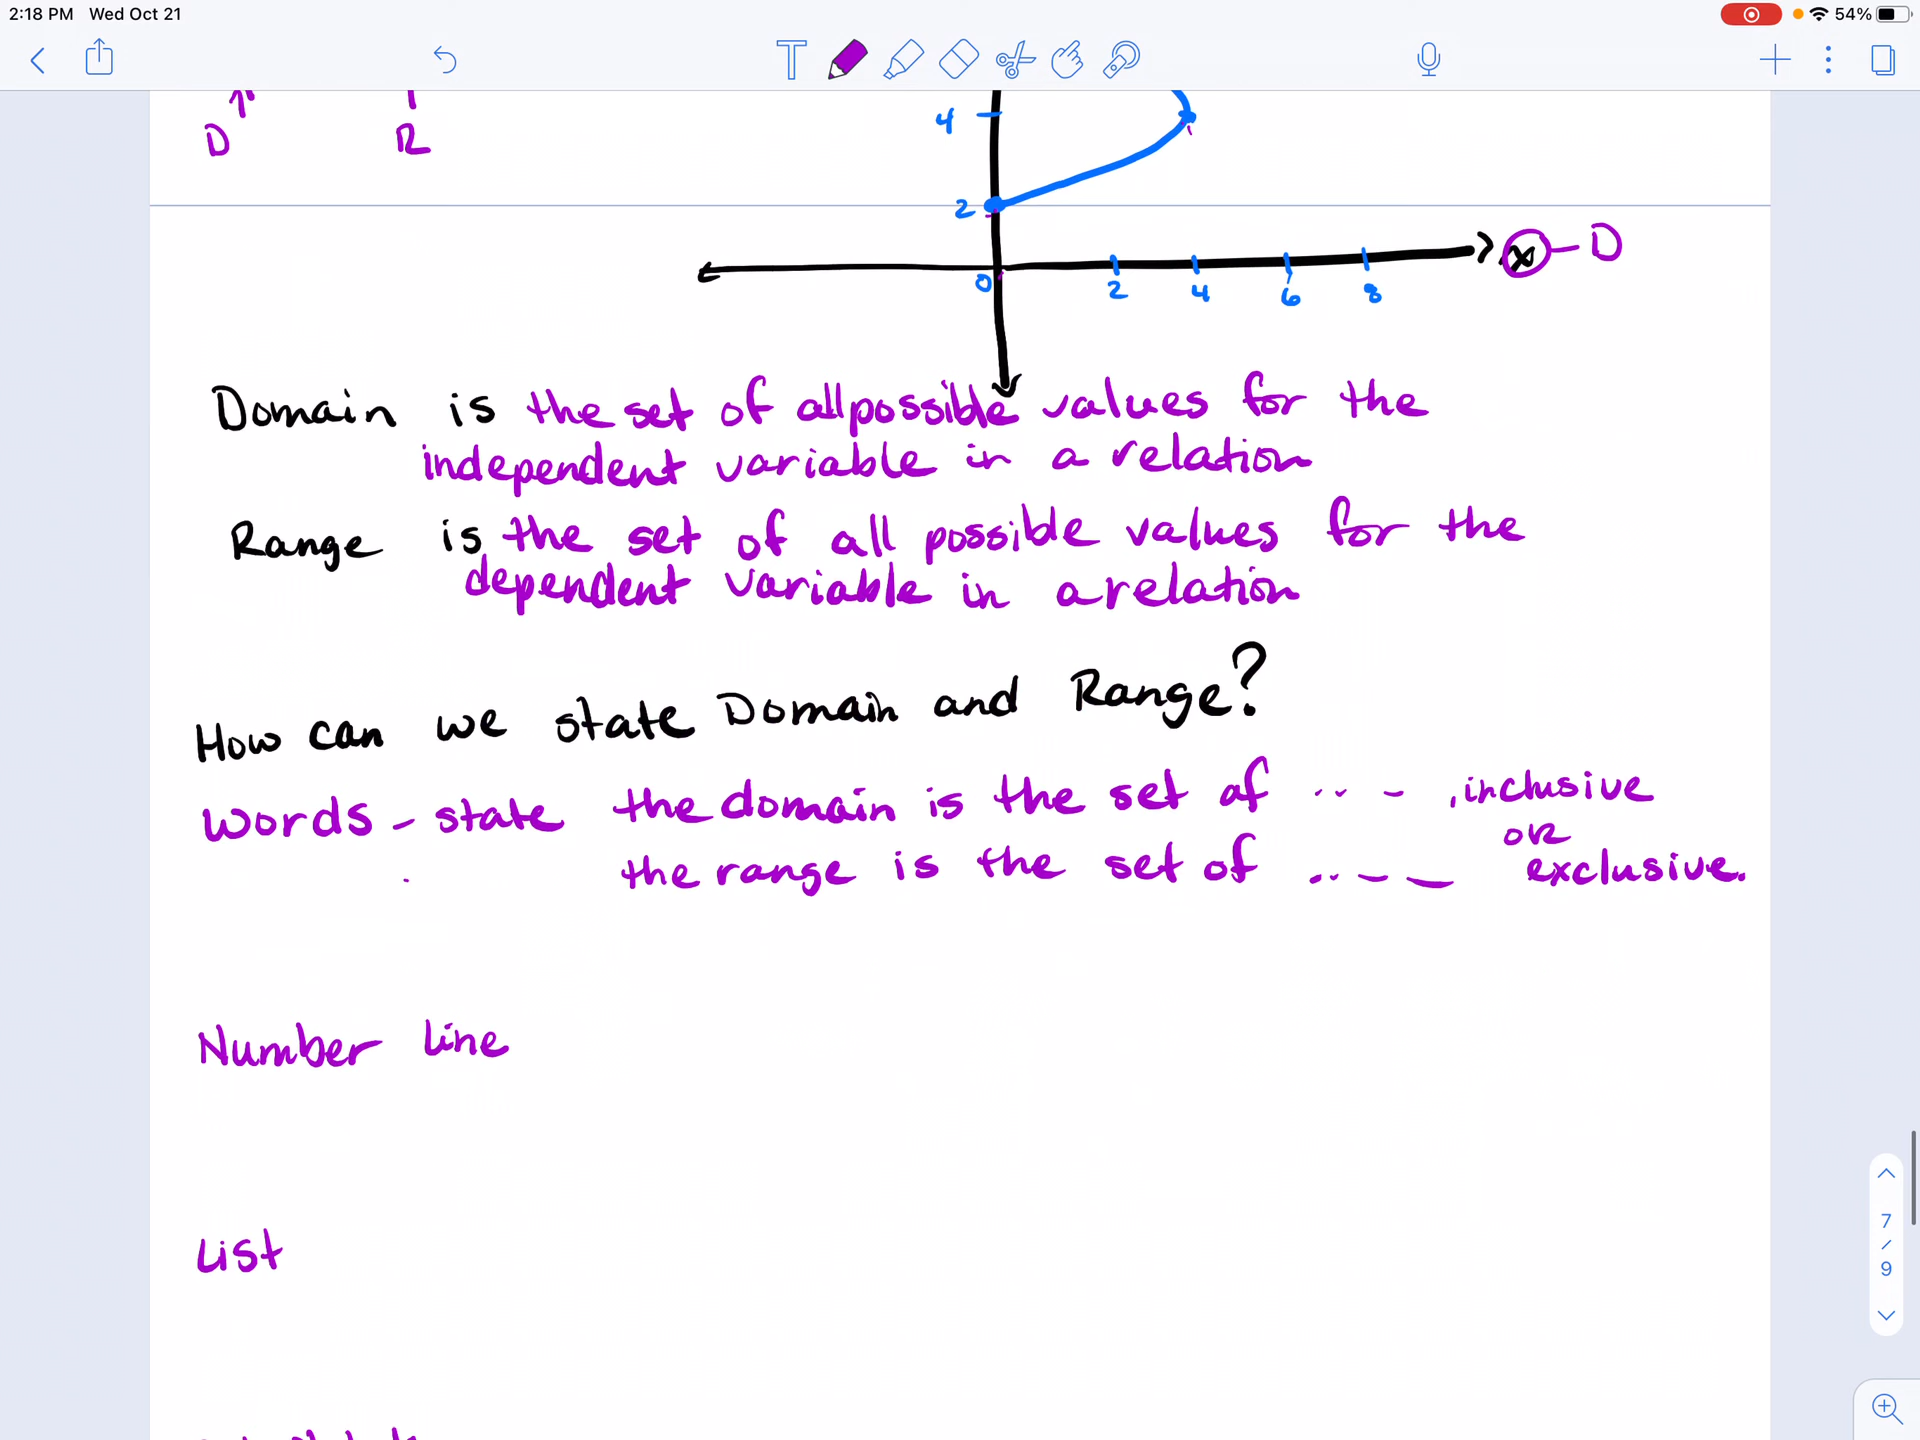 2:18 PM Wed Oct 21
54%
T
4
D
R
2
x - D
0
2
4
6
8
Domain is the set of all possible values for the
independent variable in a relation
Range is the set of all possible values for the
dependent variable in a relation
How can we state Domain and Range?
Words - state the domain is the set of .. - , inclusive
or
the range is the set of .. - - exclusive.
Number line
List
7
/
9